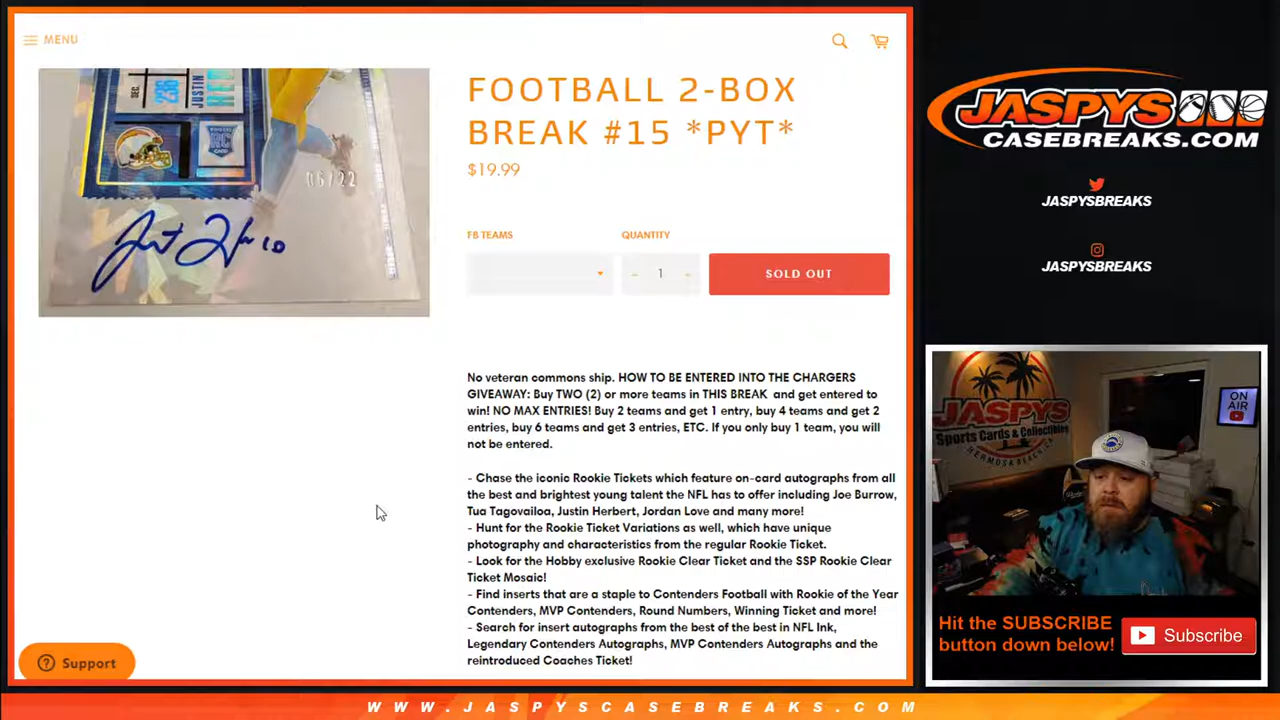 MENU
FOOTBALL 2-BOX
BREAK #15 *PYT*
$19.99
FB TEAMS
QUANTITY
1
SOLD OUT
DEC.
236
JUSTIN
06/22
No veteran commons ship. HOW TO BE ENTERED INTO THE CHARGERS
GIVEAWAY: Buy TWO (2) or more teams in THIS BREAK and get entered to
win! NO MAX ENTRIES! Buy 2 teams and get 1 entry, buy 4 teams and get 2
entries, buy 6 teams and get 3 entries, ETC. If you only buy 1 team, you will
not be entered.
- Chase the iconic Rookie Tickets which feature on-card autographs from all
the best and brightest young talent the NFL has to offer including Joe Burrow,
Tua Tagovailoa, Justin Herbert, Jordan Love and many more!
- Hunt for the Rookie Ticket Variations as well, which have unique
photography and characteristics from the regular Rookie Ticket.
- Look for the Hobby exclusive Rookie Clear Ticket and the SSP Rookie Clear
Ticket Mosaic!
- Find inserts that are a staple to Contenders Football with Rookie of the Year
Contenders, MVP Contenders, Round Numbers, Winning Ticket and more!
- Search for insert autographs from the best of the best in NFL Ink,
Legendary Contenders Autographs, MVP Contenders Autographs and the
reintroduced Coaches Ticket!
Support
JASPYS
CASEBREAKS.COM
JASPYSBREAKS
JASPYSBREAKS
JASPYS
Sports Cards & Collectibles
HERMOSA BEACH
ON
AIR
Hit the SUBSCRIBE
button down below!
Subscribe
WWW.JASPYSCASEBREAKS.COM